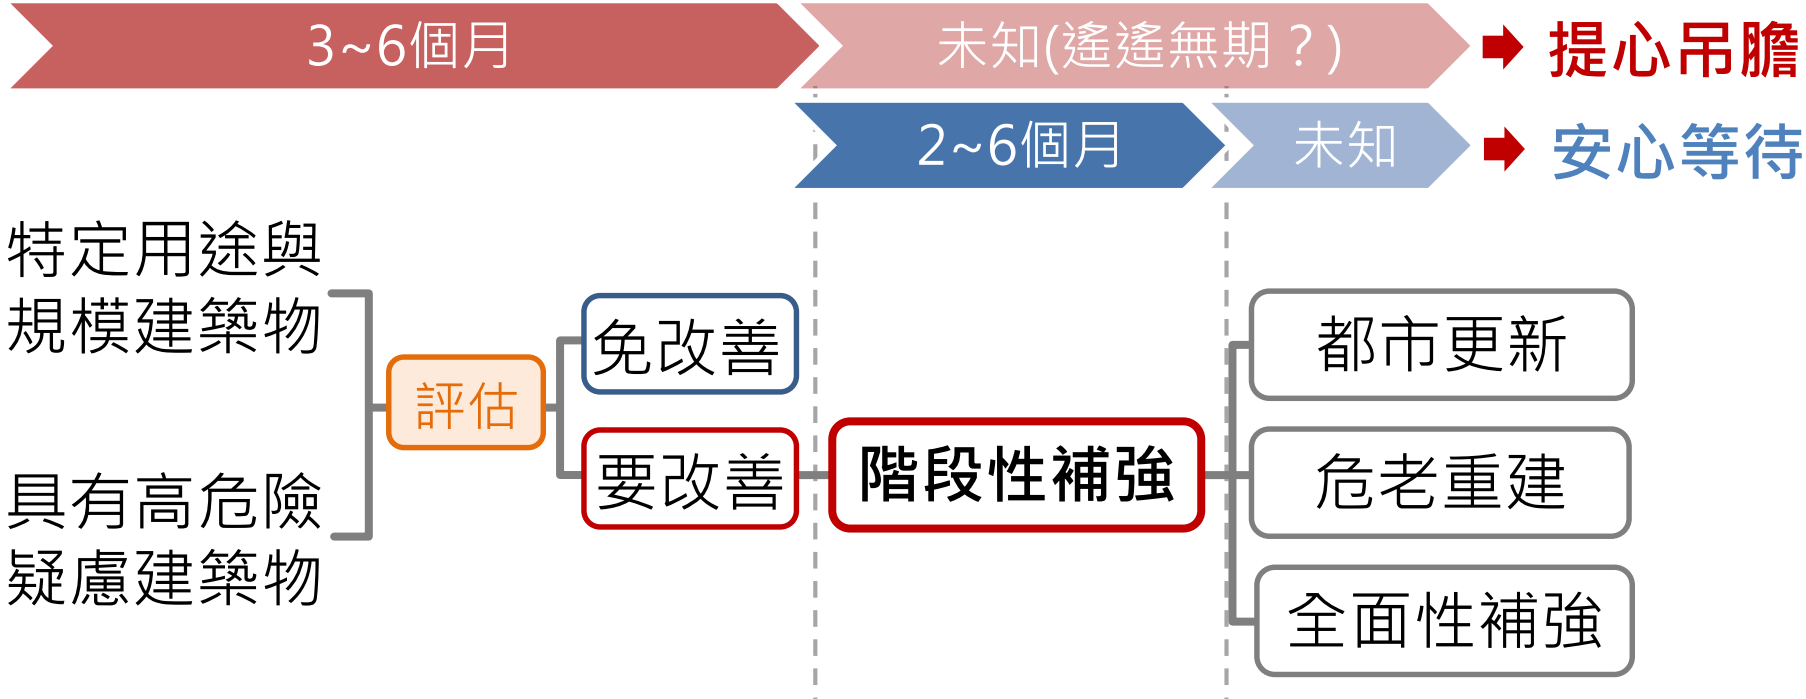 3~6個月
未知(遙遙無期？)
提心吊膽
2~6個月
未知
安心等待
特定用途與
規模建築物
具有高危險
疑慮建築物
評估
免改善
要改善
階段性補強
都市更新
危老重建
全面性補強